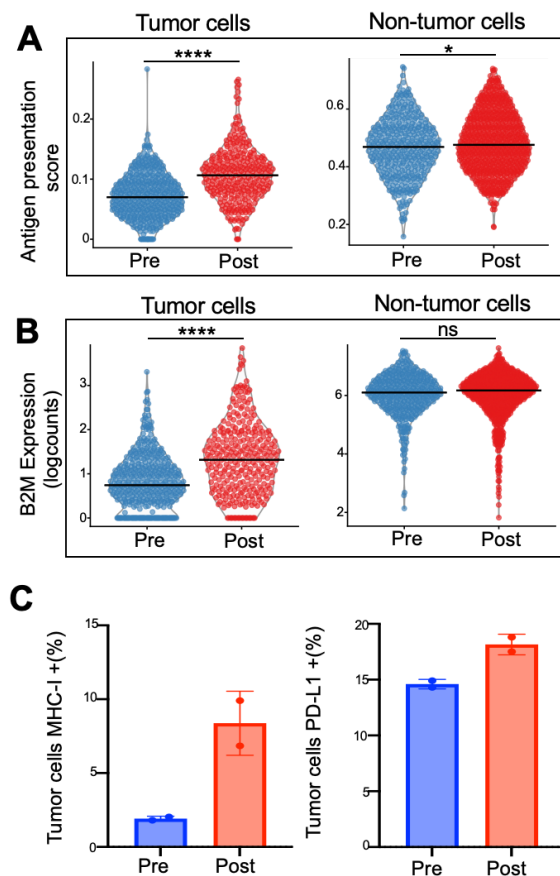 A
Tumor cells
Non-tumor cells
****
*
Antigen presentation
score
0.2
0.1
0
0.6
0.4
0.2
Pre
Post
Pre
Post
B
Tumor cells
Non-tumor cells
****
ns
B2M Expression
(logcounts)
3
2
1
0
6
4
2
Pre
Post
Pre
Post
C
Tumor cells MHC-I +(%)
15
10
5
0
Pre
Post
Tumor cells PD-L1 +(%)
20
15
10
5
0
Pre
Post